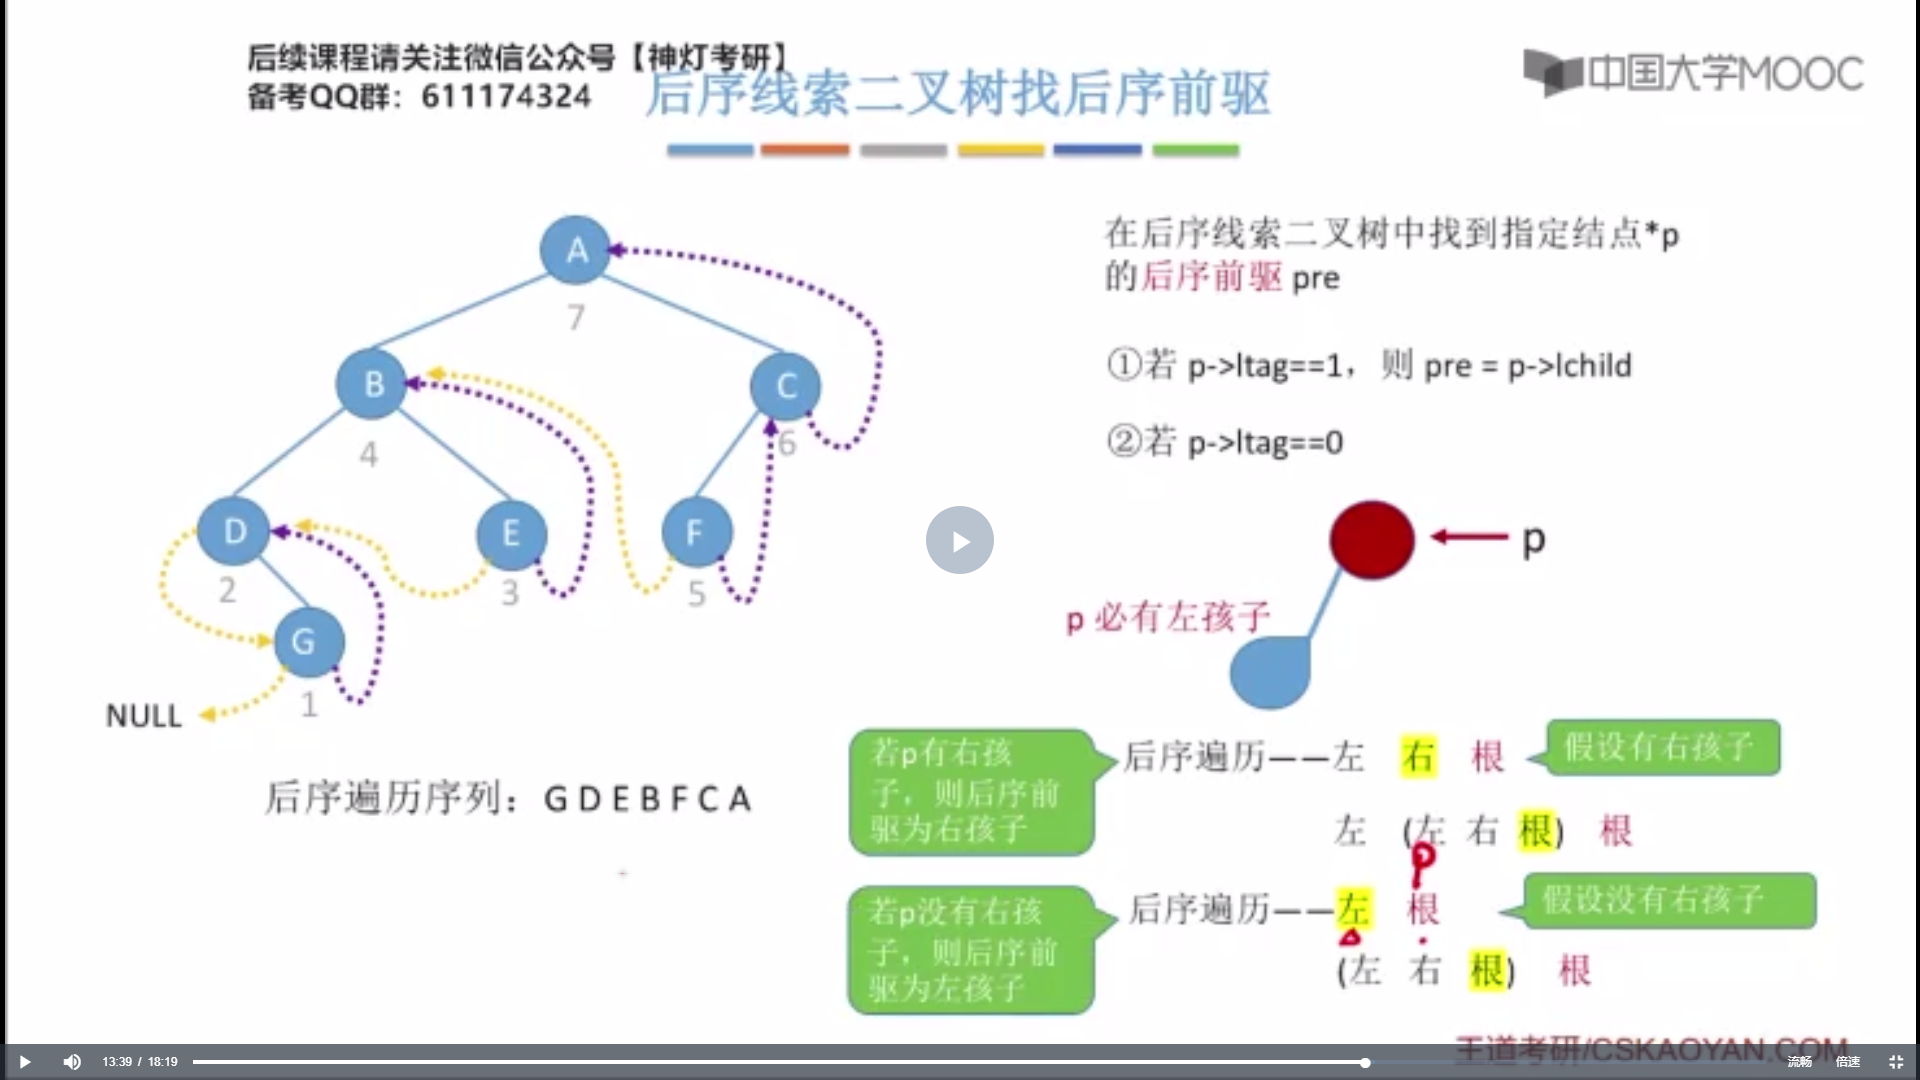 后续课程请关注微信公众号【神灯考研】
备考QQ群：611174324
后序线索二叉树找后序前驱
中国大学MOOC
A
7
B
4
C
6
D
2
E
3
F
5
G
1
NULL
后序遍历序列：G D E B F C A
在后序线索二叉树中找到指定结点*p
的后序前驱 pre
①若 p->ltag==1，则 pre = p->lchild
②若 p->ltag==0
p
p 必有左孩子
若p有右孩
子，则后序前
驱为右孩子
后序遍历——左 右 根
假设有右孩子
左 (左 右 根) 根
P
若p没有右孩
子，则后序前
驱为左孩子
后序遍历——左 根
假设没有右孩子
(左 右 根) 根
王道考研/CSKAOYAN.COM
13:39 / 18:19
流畅
倍速